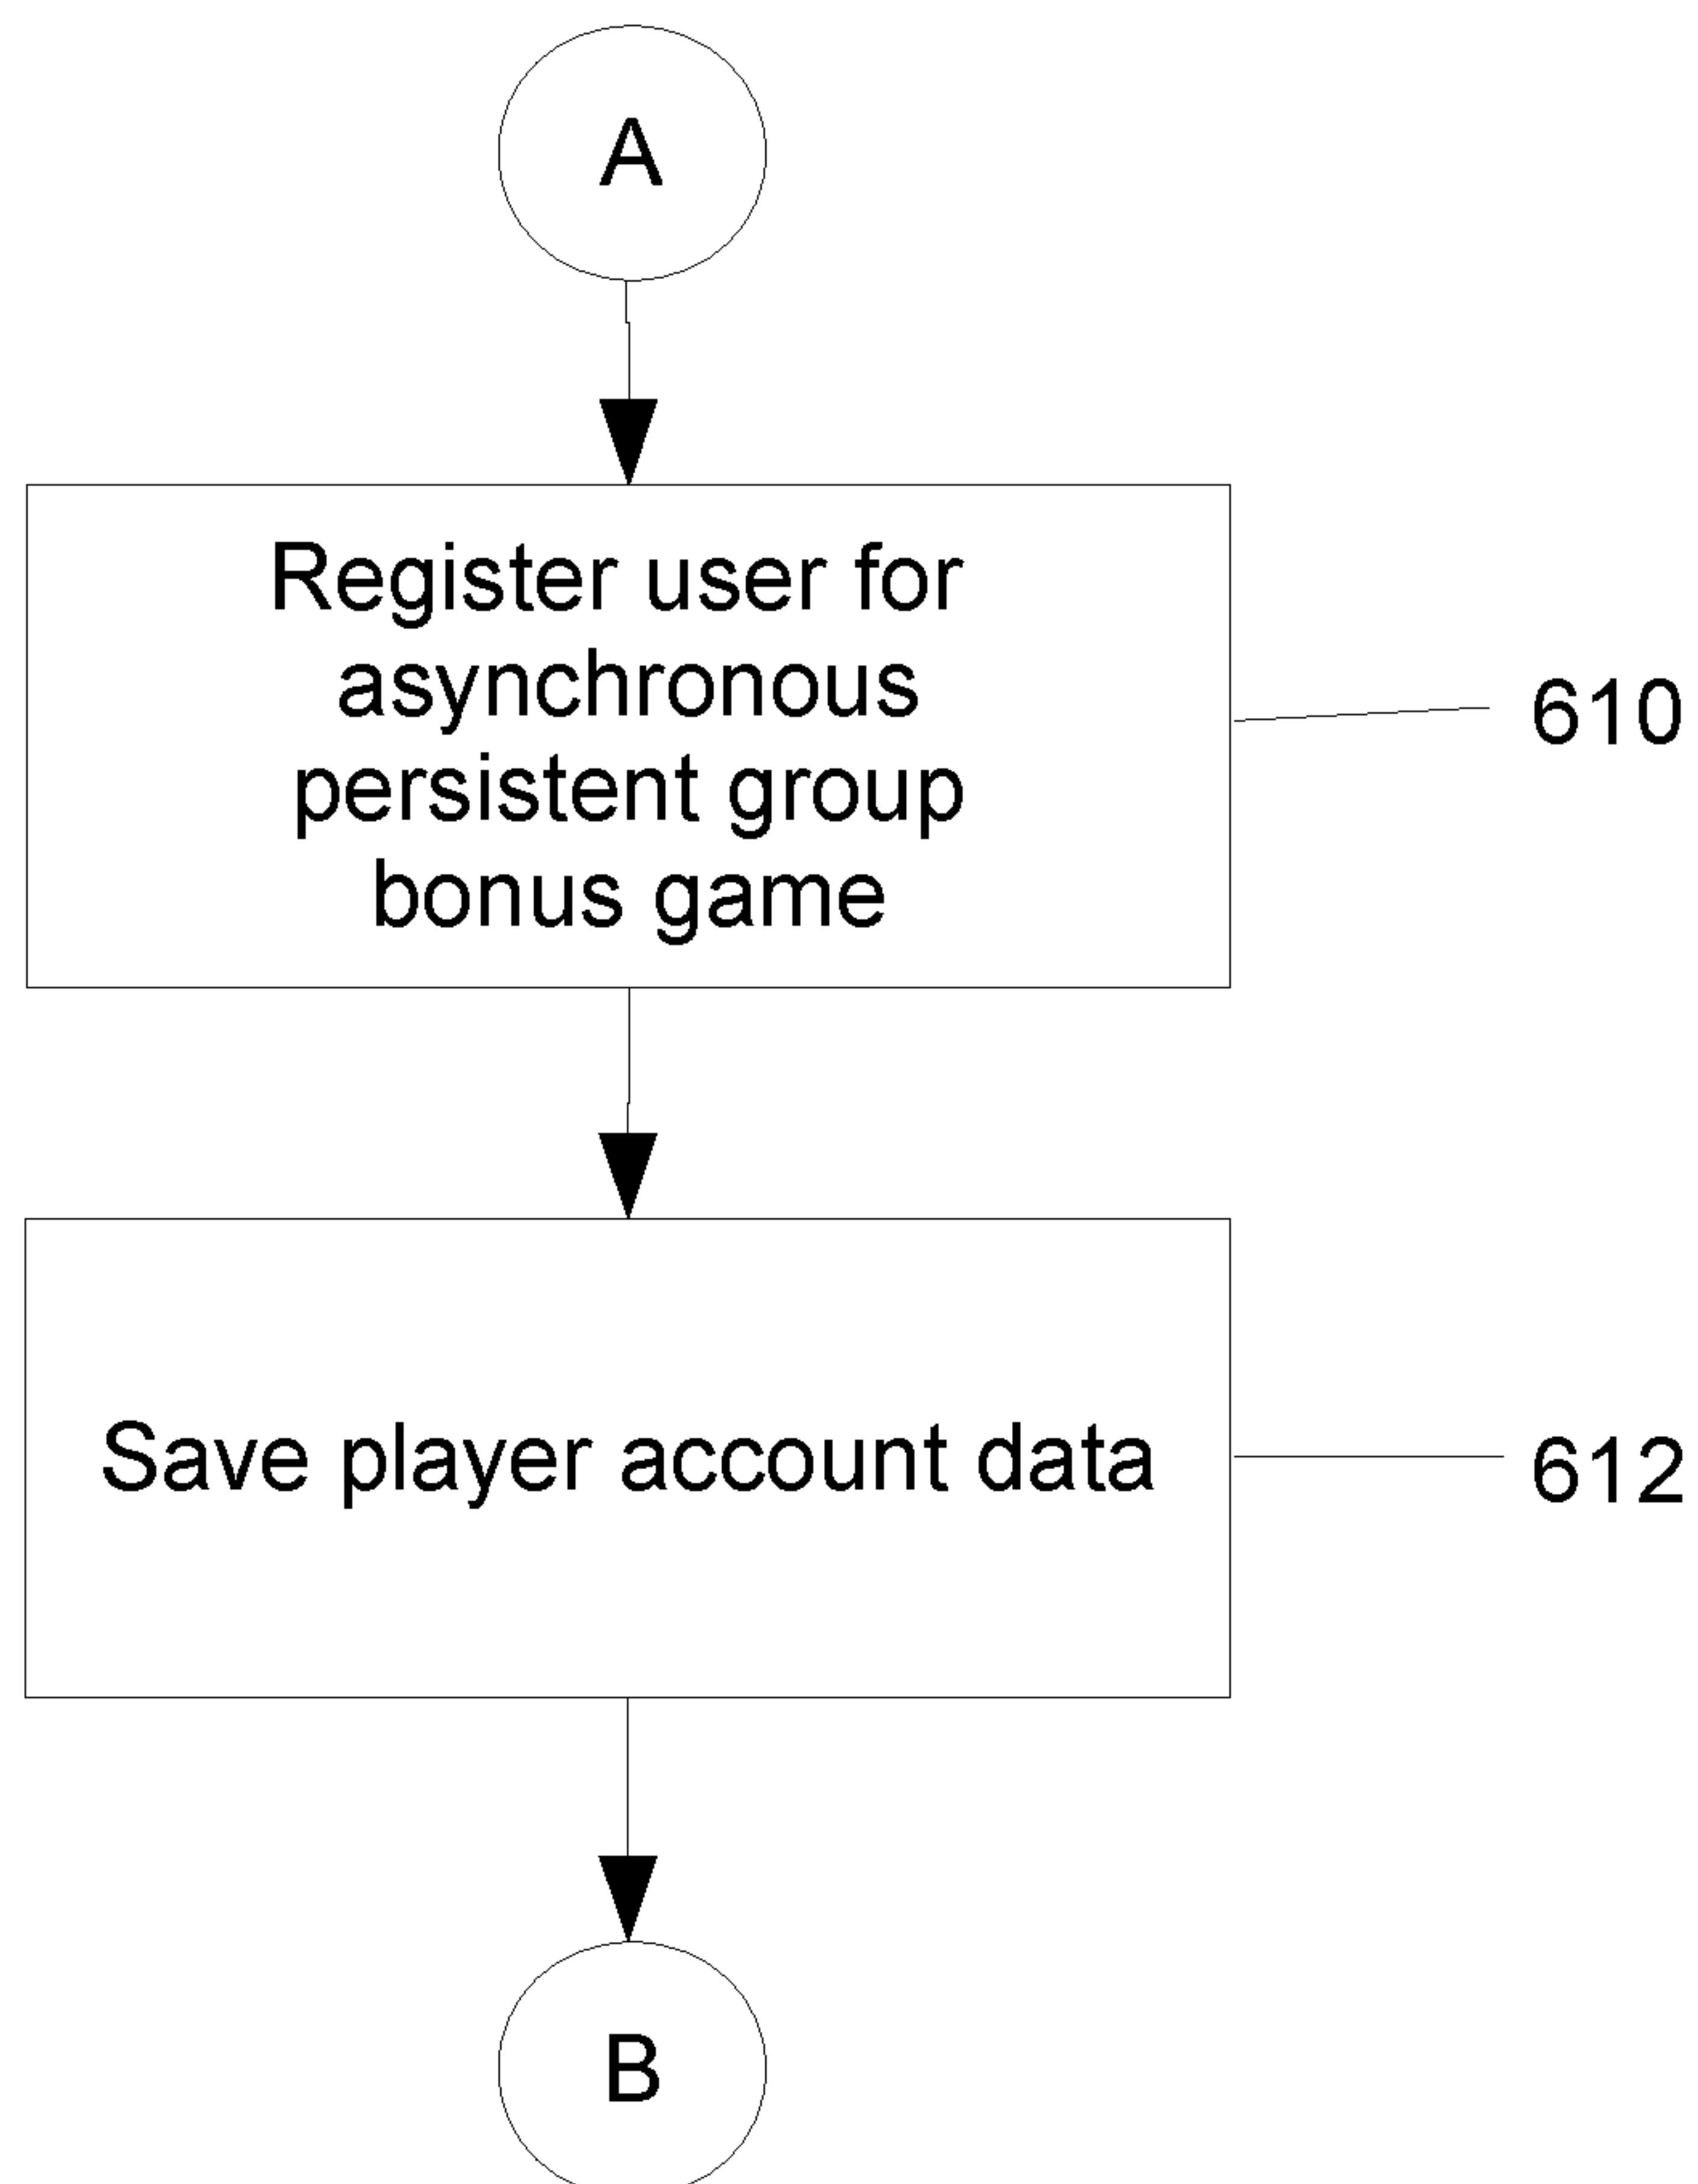 A
Register user for
asynchronous
persistent group
bonus game
610
Save player account data
612
B